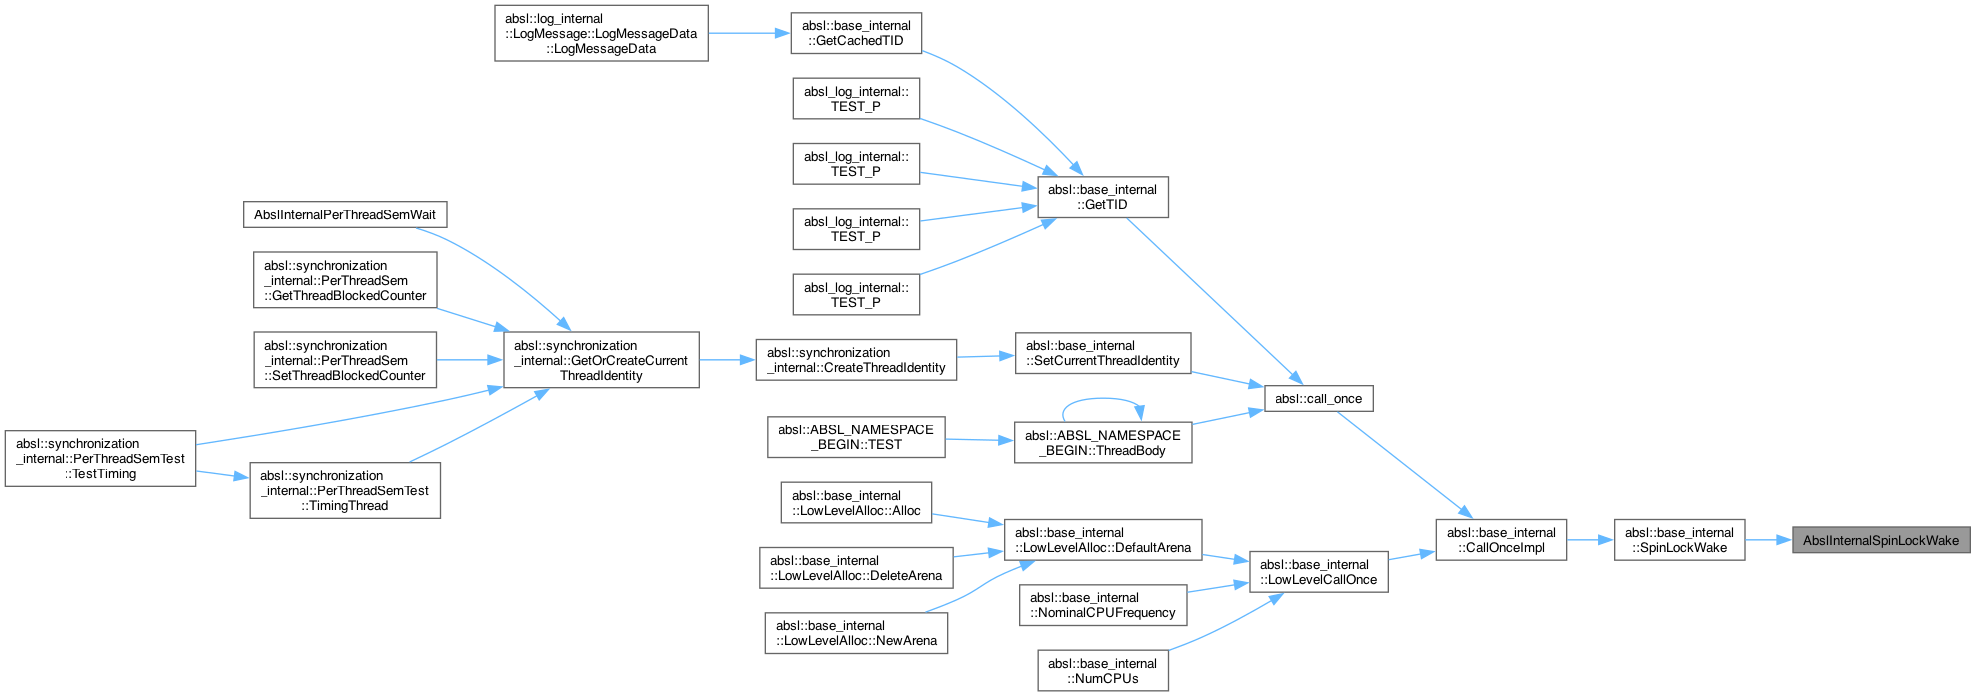 absl::log_internal
::LogMessage::LogMessageData
::LogMessageData
absl::base_internal
::GetCachedTID
absl_log_internal::
TEST_P
absl_log_internal::
TEST_P
absl_log_internal::
TEST_P
absl_log_internal::
TEST_P
absl::base_internal
::GetTID
AbslInternalPerThreadSemWait
absl::synchronization
_internal::PerThreadSem
::GetThreadBlockedCounter
absl::synchronization
_internal::PerThreadSem
::SetThreadBlockedCounter
absl::synchronization
_internal::GetOrCreateCurrent
ThreadIdentity
absl::synchronization
_internal::CreateThreadIdentity
absl::base_internal
::SetCurrentThreadIdentity
absl::call_once
absl::ABSL_NAMESPACE
_BEGIN::TEST
absl::ABSL_NAMESPACE
_BEGIN::ThreadBody
absl::synchronization
_internal::PerThreadSemTest
::TestTiming
absl::synchronization
_internal::PerThreadSemTest
::TimingThread
absl::base_internal
::LowLevelAlloc::Alloc
absl::base_internal
::LowLevelAlloc::DeleteArena
absl::base_internal
::LowLevelAlloc::NewArena
absl::base_internal
::LowLevelAlloc::DefaultArena
absl::base_internal
::NominalCPUFrequency
absl::base_internal
::NumCPUs
absl::base_internal
::LowLevelCallOnce
absl::base_internal
::CallOnceImpl
absl::base_internal
::SpinLockWake
AbslInternalSpinLockWake